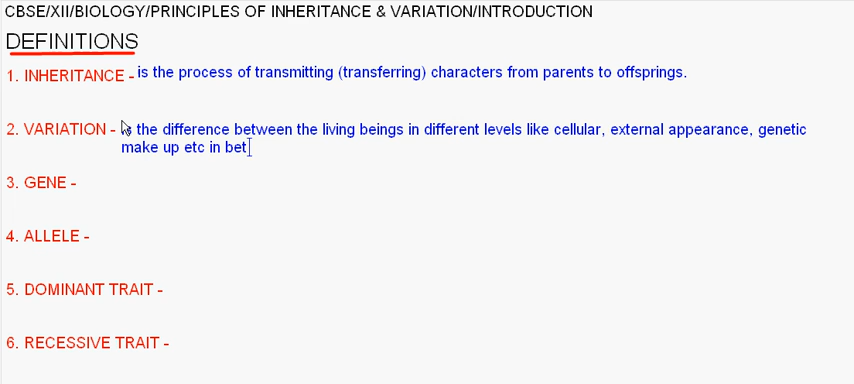 CBSE/XII/BIOLOGY/PRINCIPLES OF INHERITANCE & VARIATION/INTRODUCTION
DEFINITIONS
1. INHERITANCE - is the process of transmitting (transferring) characters from parents to offsprings.
2. VARIATION - is the difference between the living beings in different levels like cellular, external appearance, genetic
make up etc in bet
3. GENE -
4. ALLELE -
5. DOMINANT TRAIT -
6. RECESSIVE TRAIT -